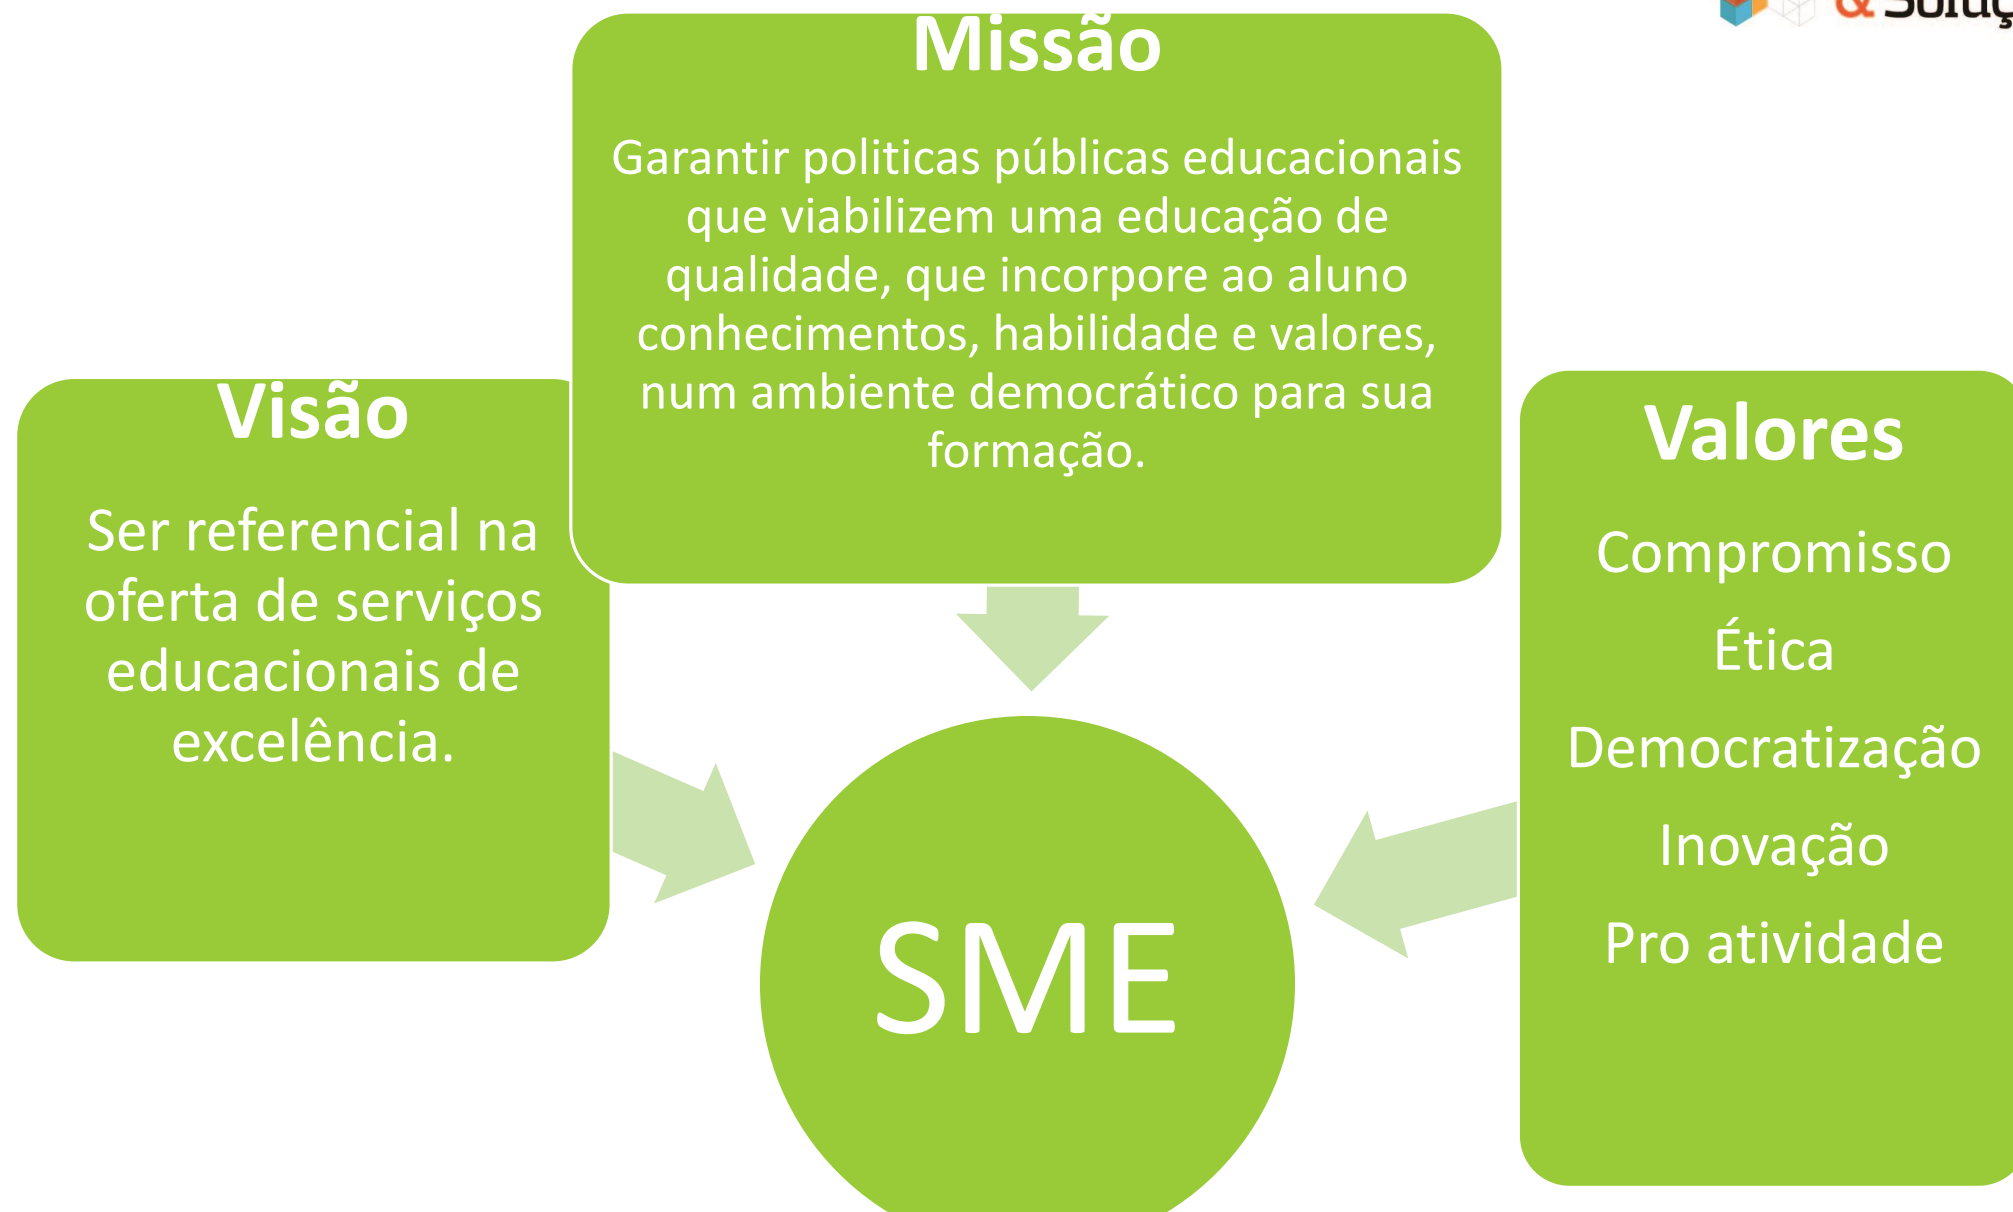 & Soluç
Missão
Garantir politicas públicas educacionais
que viabilizem uma educação de
qualidade, que incorpore ao aluno
conhecimentos, habilidade e valores,
num ambiente democrático para sua
formação.
Visão
Ser referencial na
oferta de serviços
educacionais de
excelência.
Valores
Compromisso
Ética
Democratização
Inovação
Pro atividade
SME